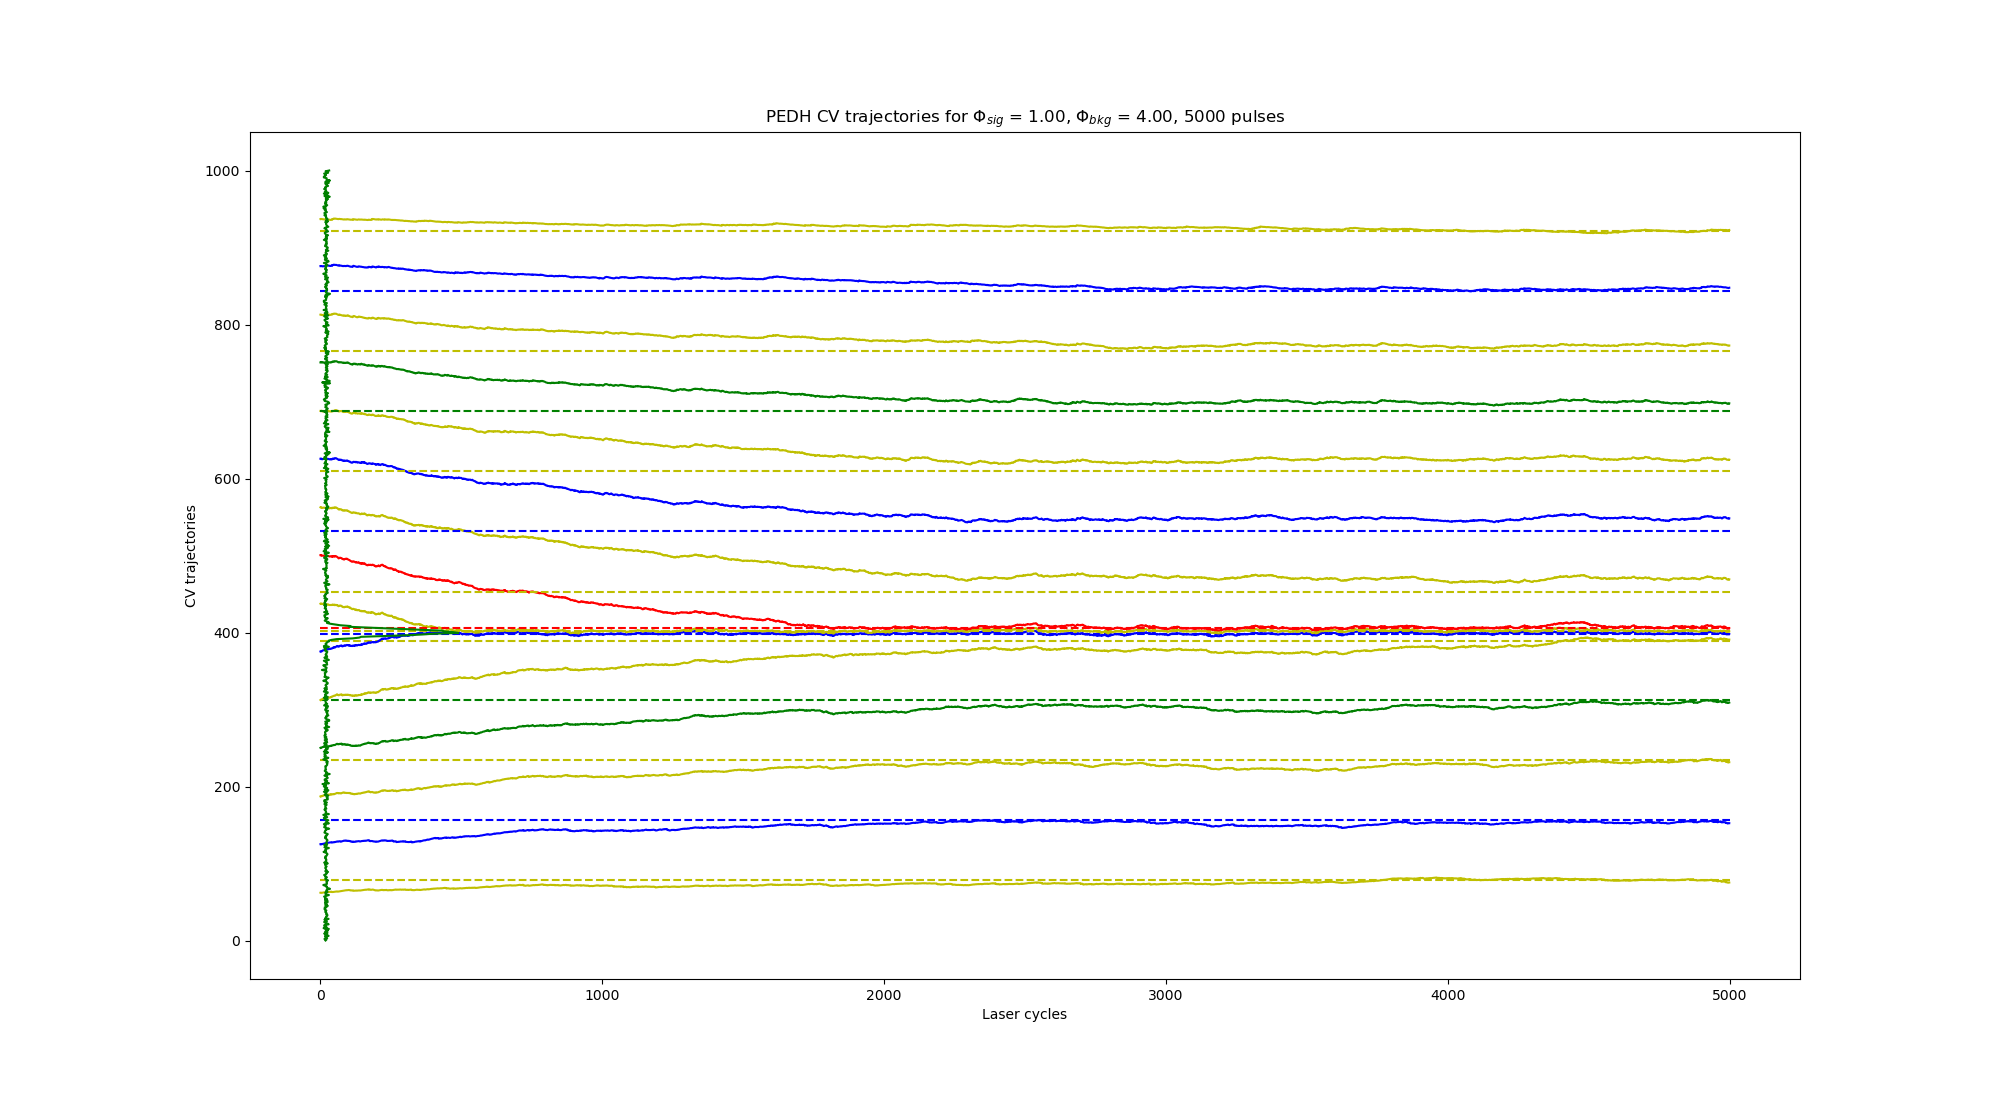 PEDH CV trajectories for Φsig = 1.00, Φbkg = 4.00, 5000 pulses
1000
800
600
400
200
0
CV trajectories
0 1000 2000 3000 4000 5000
Laser cycles